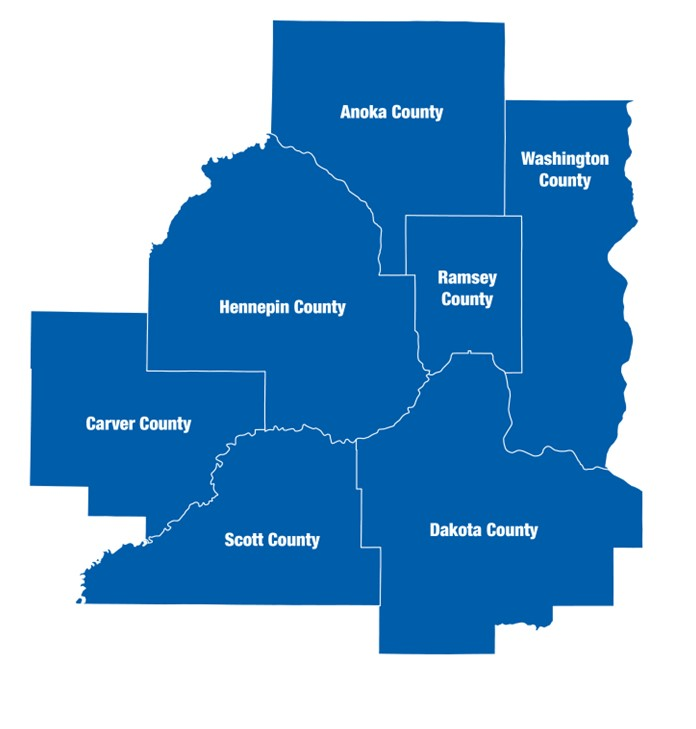 Anoka County
Washington
County
Ramsey
County
Hennepin County
Carver County
Dakota County
Scott County